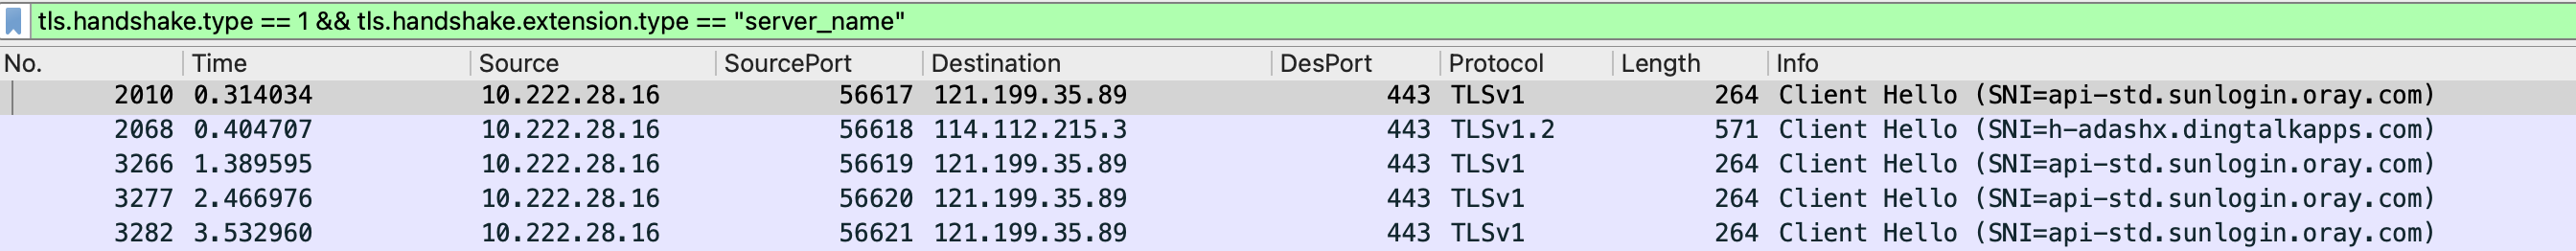 tls.handshake.type == 1 && tls.handshake.extension.type == "server_name"
No. Time Source SourcePort Destination DesPort Protocol Length Info
2010 0.314034 10.222.28.16 56617 121.199.35.89 443 TLSv1 264 Client Hello (SNI=api-std.sunlogin.oray.com)
2068 0.404707 10.222.28.16 56618 114.112.215.3 443 TLSv1.2 571 Client Hello (SNI=h-adashx.dingtalkapps.com)
3266 1.389595 10.222.28.16 56619 121.199.35.89 443 TLSv1 264 Client Hello (SNI=api-std.sunlogin.oray.com)
3277 2.466976 10.222.28.16 56620 121.199.35.89 443 TLSv1 264 Client Hello (SNI=api-std.sunlogin.oray.com)
3282 3.532960 10.222.28.16 56621 121.199.35.89 443 TLSv1 264 Client Hello (SNI=api-std.sunlogin.oray.com)